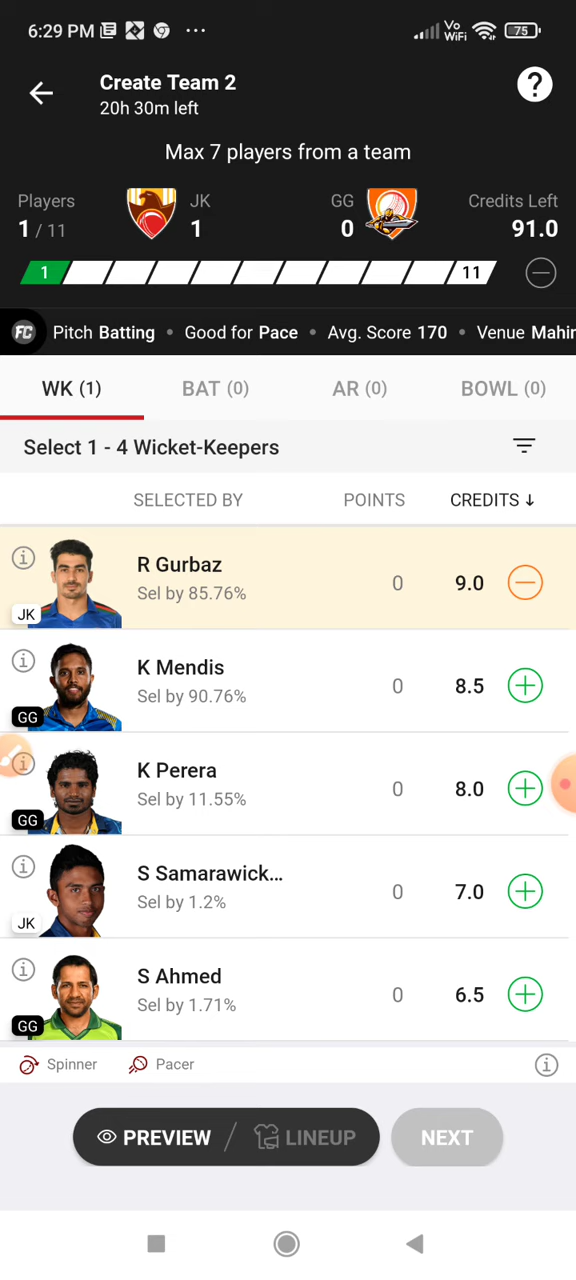 6:29 PM
Vo WiFi
75
Create Team 2
20h 30m left
?
Max 7 players from a team
Players
1 / 11
JK
1
GG
0
Credits Left
91.0
1
11
FC Pitch Batting • Good for Pace • Avg. Score 170 • Venue Mahin
WK (1) BAT (0) AR (0) BOWL (0)
Select 1 - 4 Wicket-Keepers
SELECTED BY POINTS CREDITS ↓
R Gurbaz
Sel by 85.76%
0
9.0
JK
K Mendis
Sel by 90.76%
0
8.5
GG
K Perera
Sel by 11.55%
0
8.0
GG
S Samarawick...
Sel by 1.2%
0
7.0
JK
S Ahmed
Sel by 1.71%
0
6.5
GG
Spinner Pacer
PREVIEW / LINEUP
NEXT